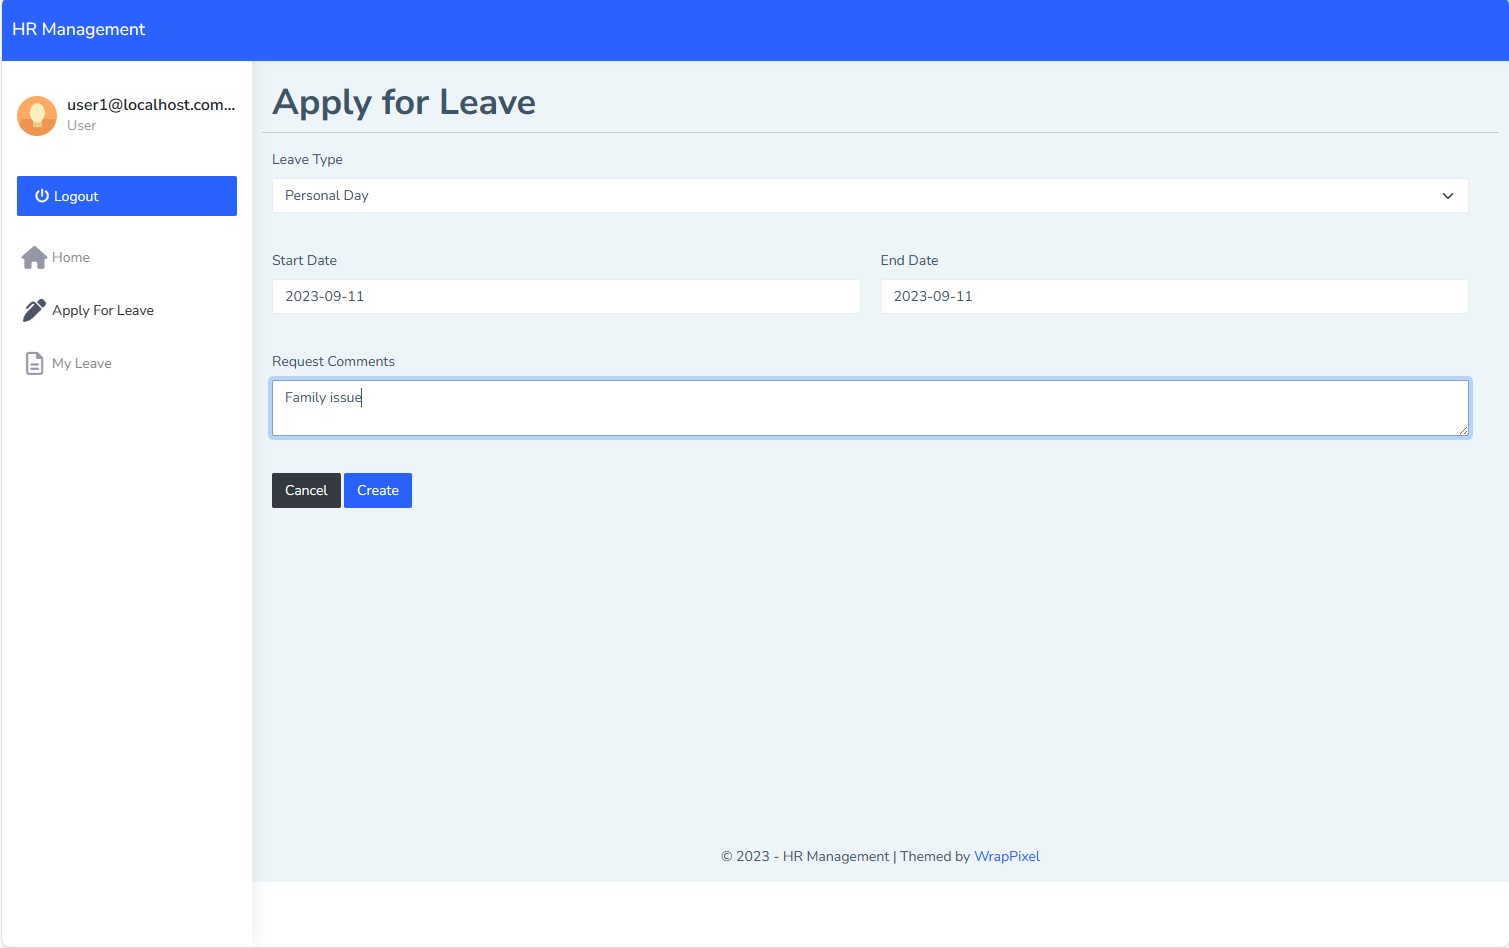 HR Management
user1@localhost.com...
User
Logout
Home
Apply For Leave
My Leave
Apply for Leave
Leave Type
Personal Day
Start Date
End Date
2023-09-11
2023-09-11
Request Comments
Family issue
Cancel
Create
© 2023 - HR Management | Themed by WrapPixel